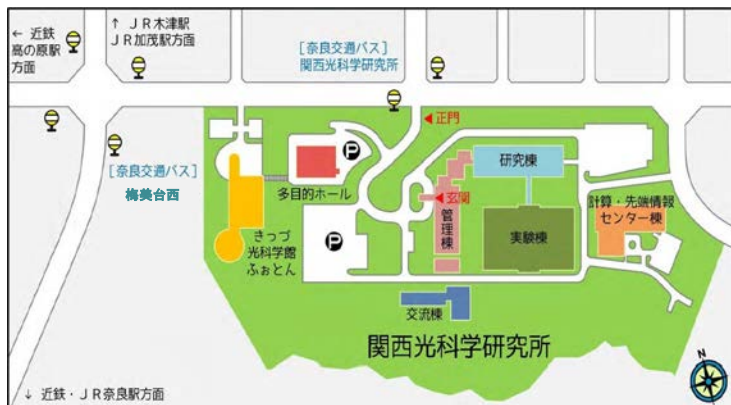 ← 近鉄
高の原駅
方面
↑ JR木津駅
JR加茂駅方面
[奈良交通バス]
関西光科学研究所
[奈良交通バス]
梅美台西
正門
P
多目的ホール
研究棟
玄関
管理棟
実験棟
計算・先端情報
センター棟
きっづ
光科学館
ふぉとん
P
交流棟
関西光科学研究所
N
↓ 近鉄・JR奈良駅方面